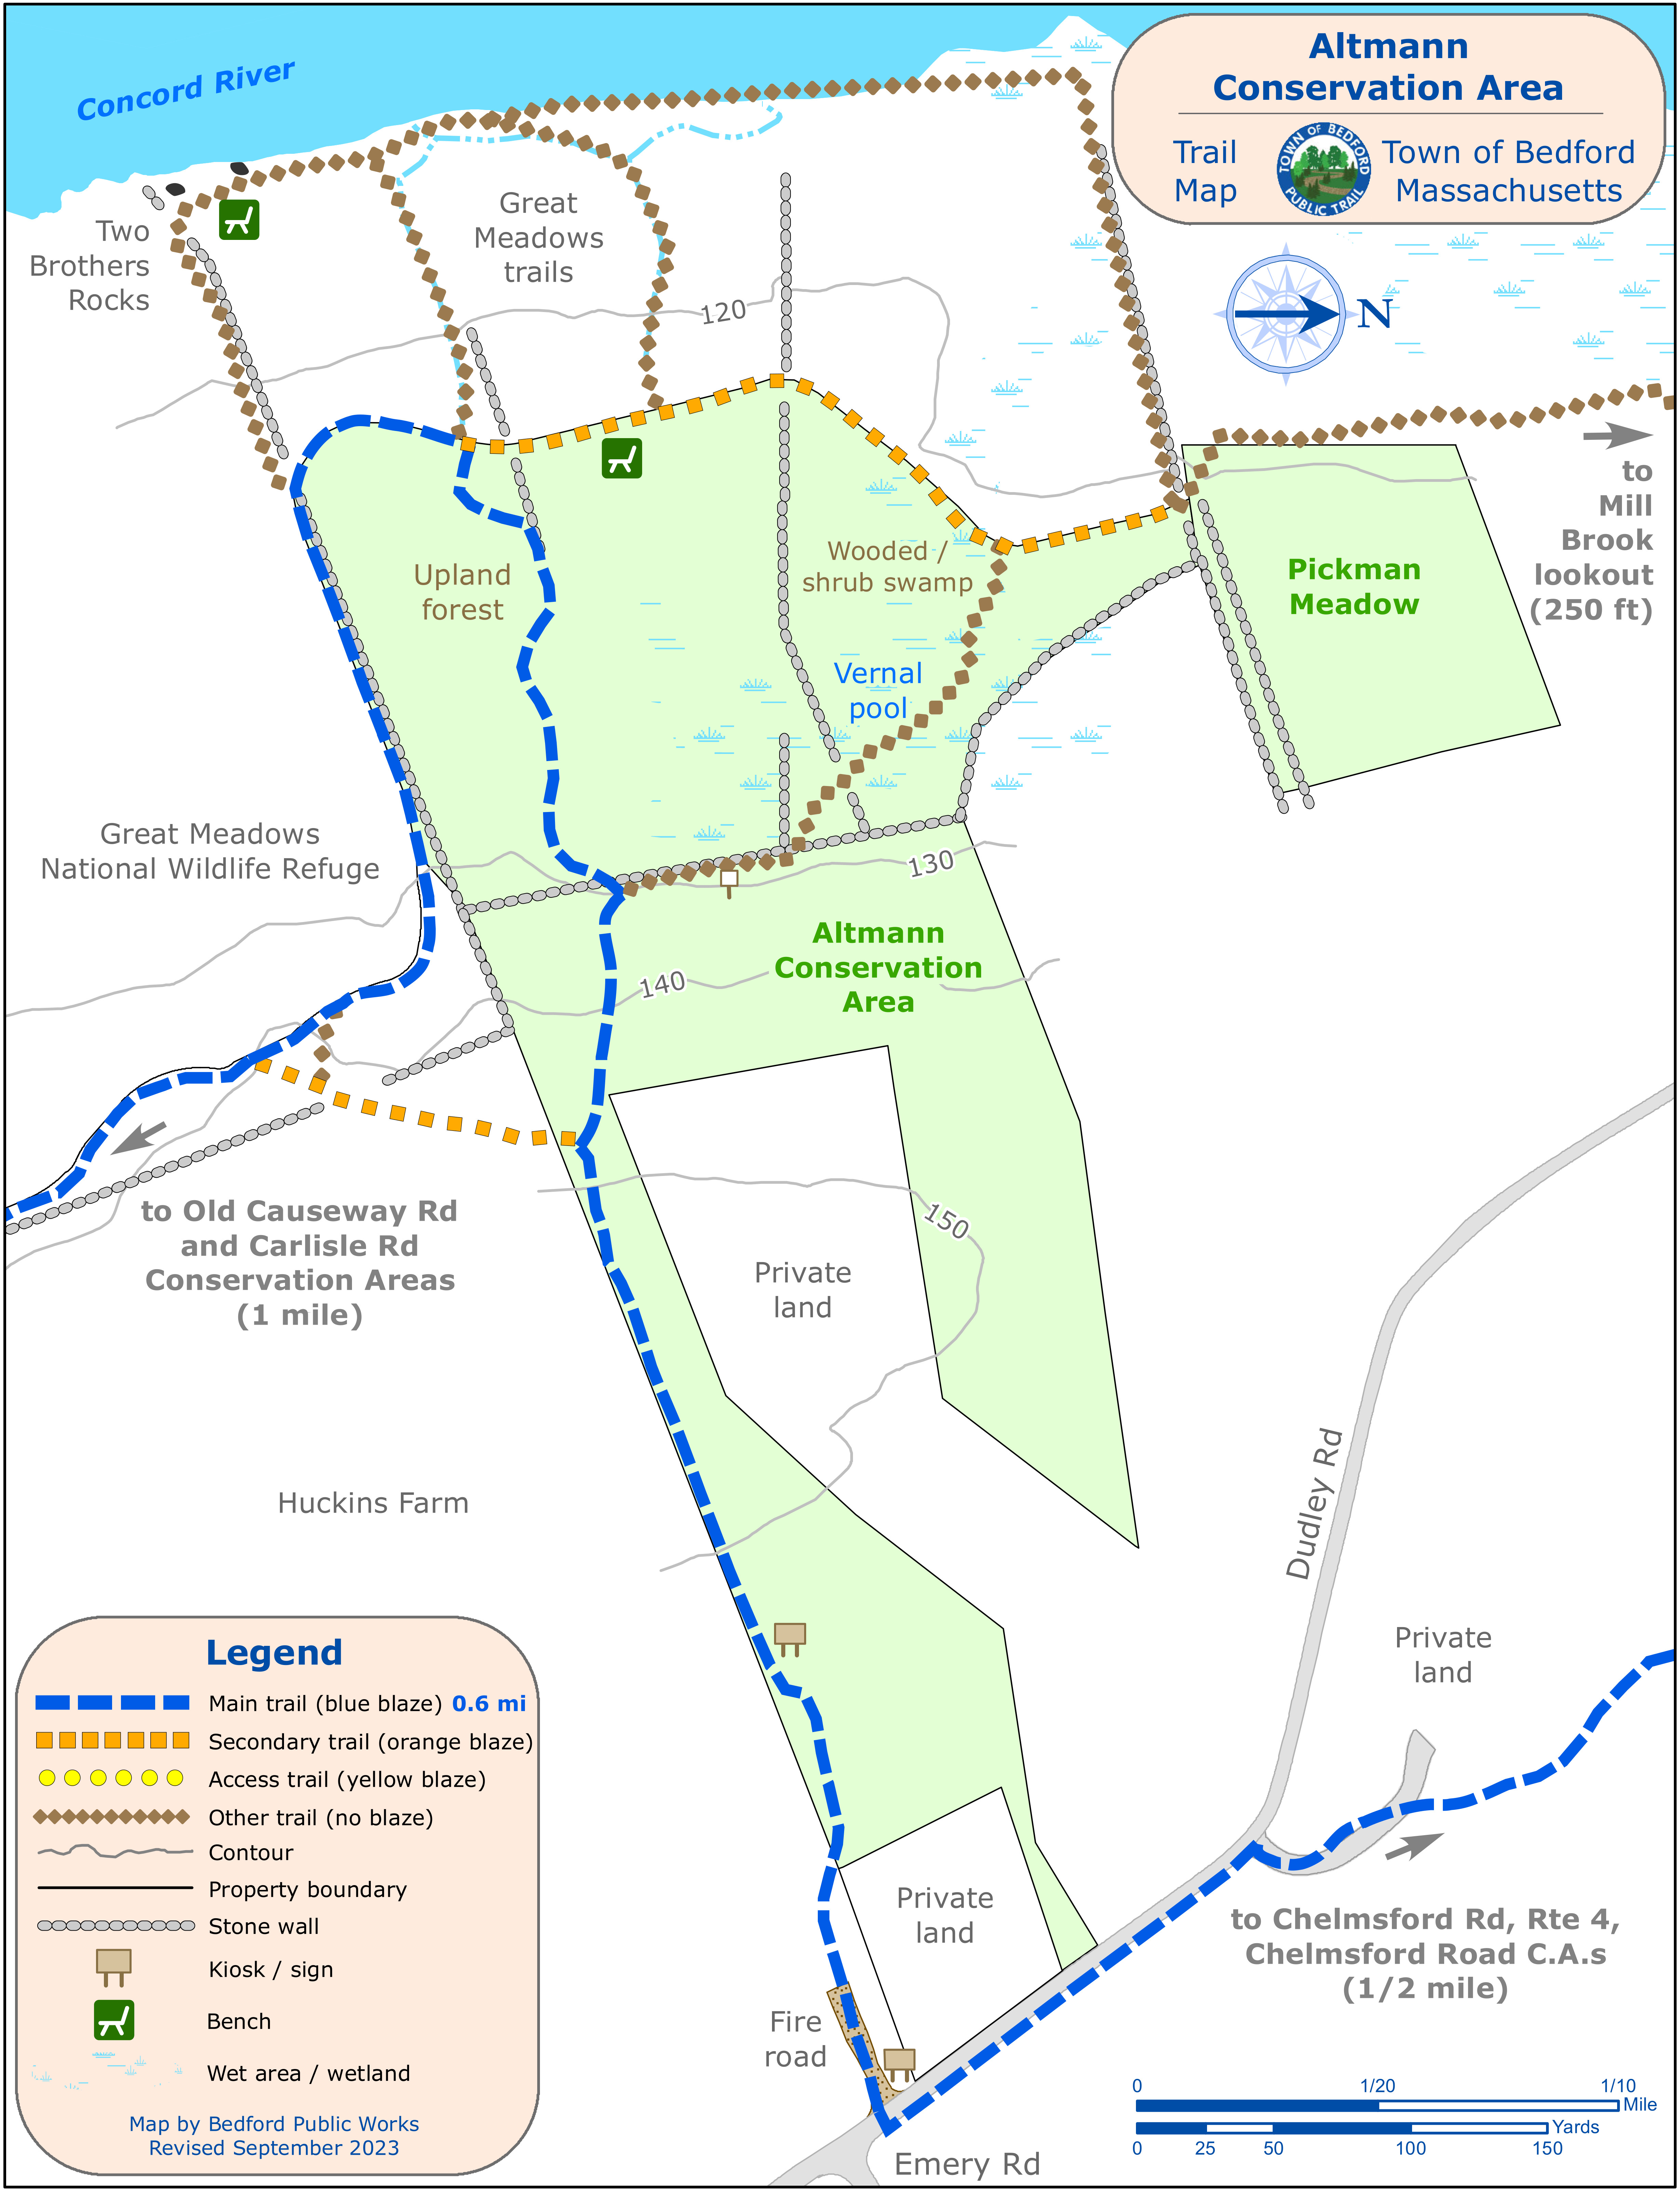 Altmann
Conservation Area
Trail
Map
TOWN OF BEDFORD
PUBLIC TRAIL
Town of Bedford
Massachusetts
Concord River
Two
Brothers
Rocks
Great
Meadows
trails
120
N
to
Mill
Brook
lookout
(250 ft)
Pickman
Meadow
Wooded /
shrub swamp
Upland
forest
Vernal
pool
Great Meadows
National Wildlife Refuge
130
Altmann
Conservation
Area
140
to Old Causeway Rd
and Carlisle Rd
Conservation Areas
(1 mile)
150
Private
land
Huckins Farm
Dudley Rd
Private
land
Private
land
to Chelmsford Rd, Rte 4,
Chelmsford Road C.A.s
(1/2 mile)
Fire
road
Emery Rd
Legend
Main trail (blue blaze) 0.6 mi
Secondary trail (orange blaze)
Access trail (yellow blaze)
Other trail (no blaze)
Contour
Property boundary
Stone wall
Kiosk / sign
Bench
Wet area / wetland
Map by Bedford Public Works
Revised September 2023
0 1/20 1/10
Mile
Yards
0 25 50 100 150